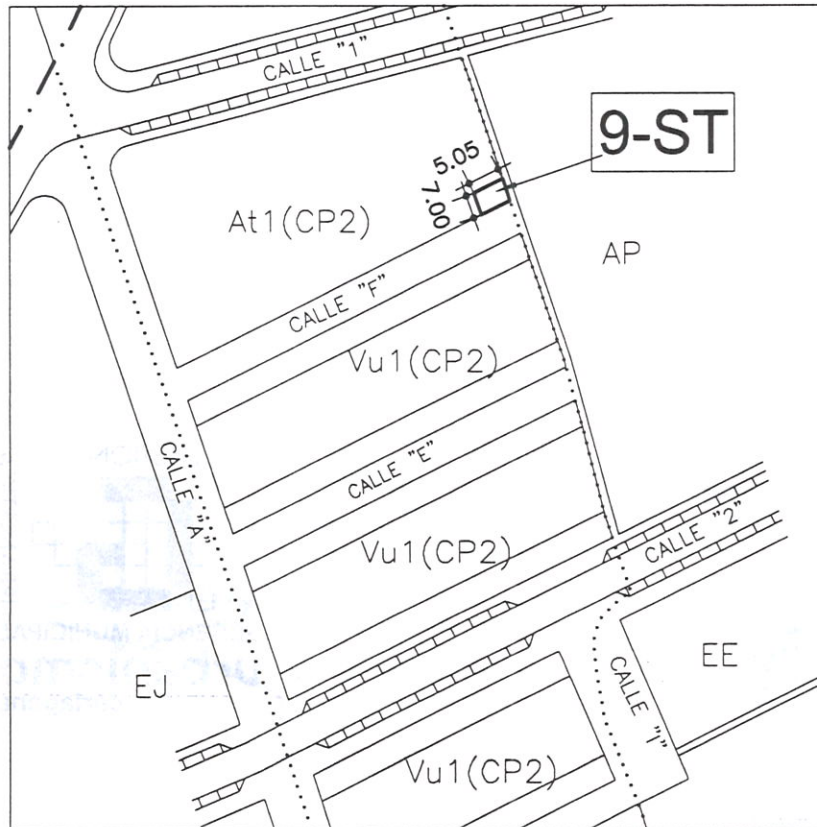 CALLE "1"
9-ST
5.05
7.00
At1(CP2)
AP
CALLE "F"
Vu1(CP2)
CALLE "E"
CALLE "A"
Vu1(CP2)
CALLE "2"
EE
EJ
CALLE "I"
Vu1(CP2)